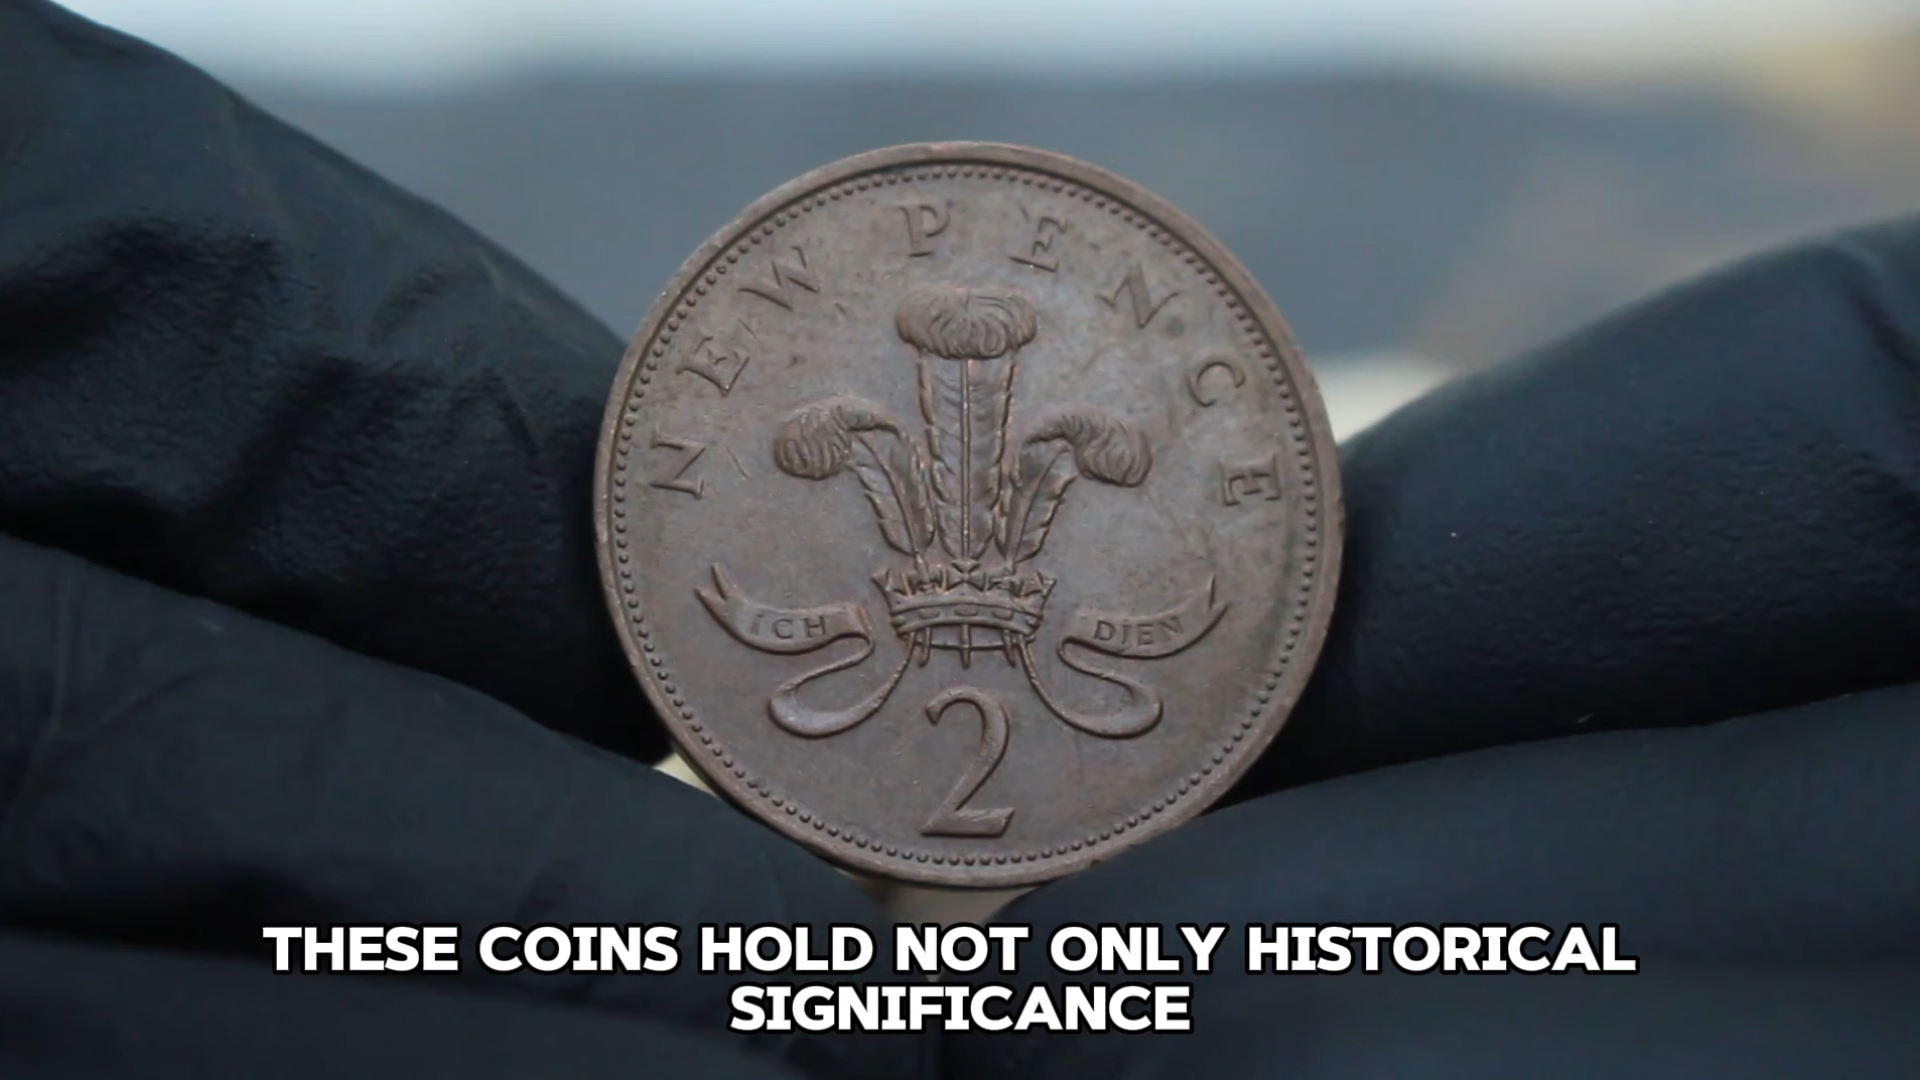 NEW PENCE
ICH DIEN
2
THESE COINS HOLD NOT ONLY HISTORICAL
SIGNIFICANCE